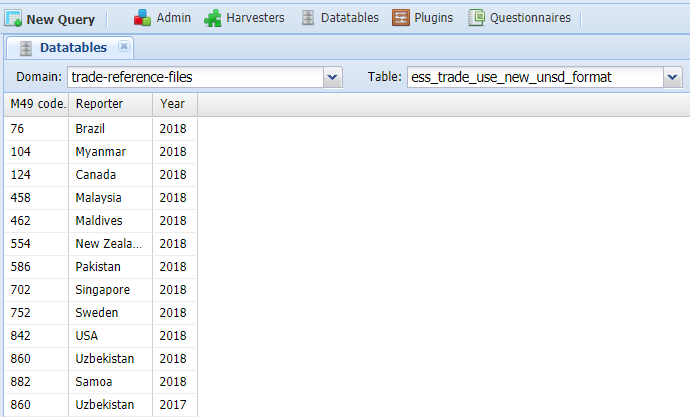 New Query Admin Harvesters Datatables Plugins Questionnaires
Datatables
Domain: trade-reference-files Table: ess_trade_use_new_unsd_format
M49 code.. Reporter Year
76 Brazil 2018
104 Myanmar 2018
124 Canada 2018
458 Malaysia 2018
462 Maldives 2018
554 New Zeala... 2018
586 Pakistan 2018
702 Singapore 2018
752 Sweden 2018
842 USA 2018
860 Uzbekistan 2018
882 Samoa 2018
860 Uzbekistan 2017